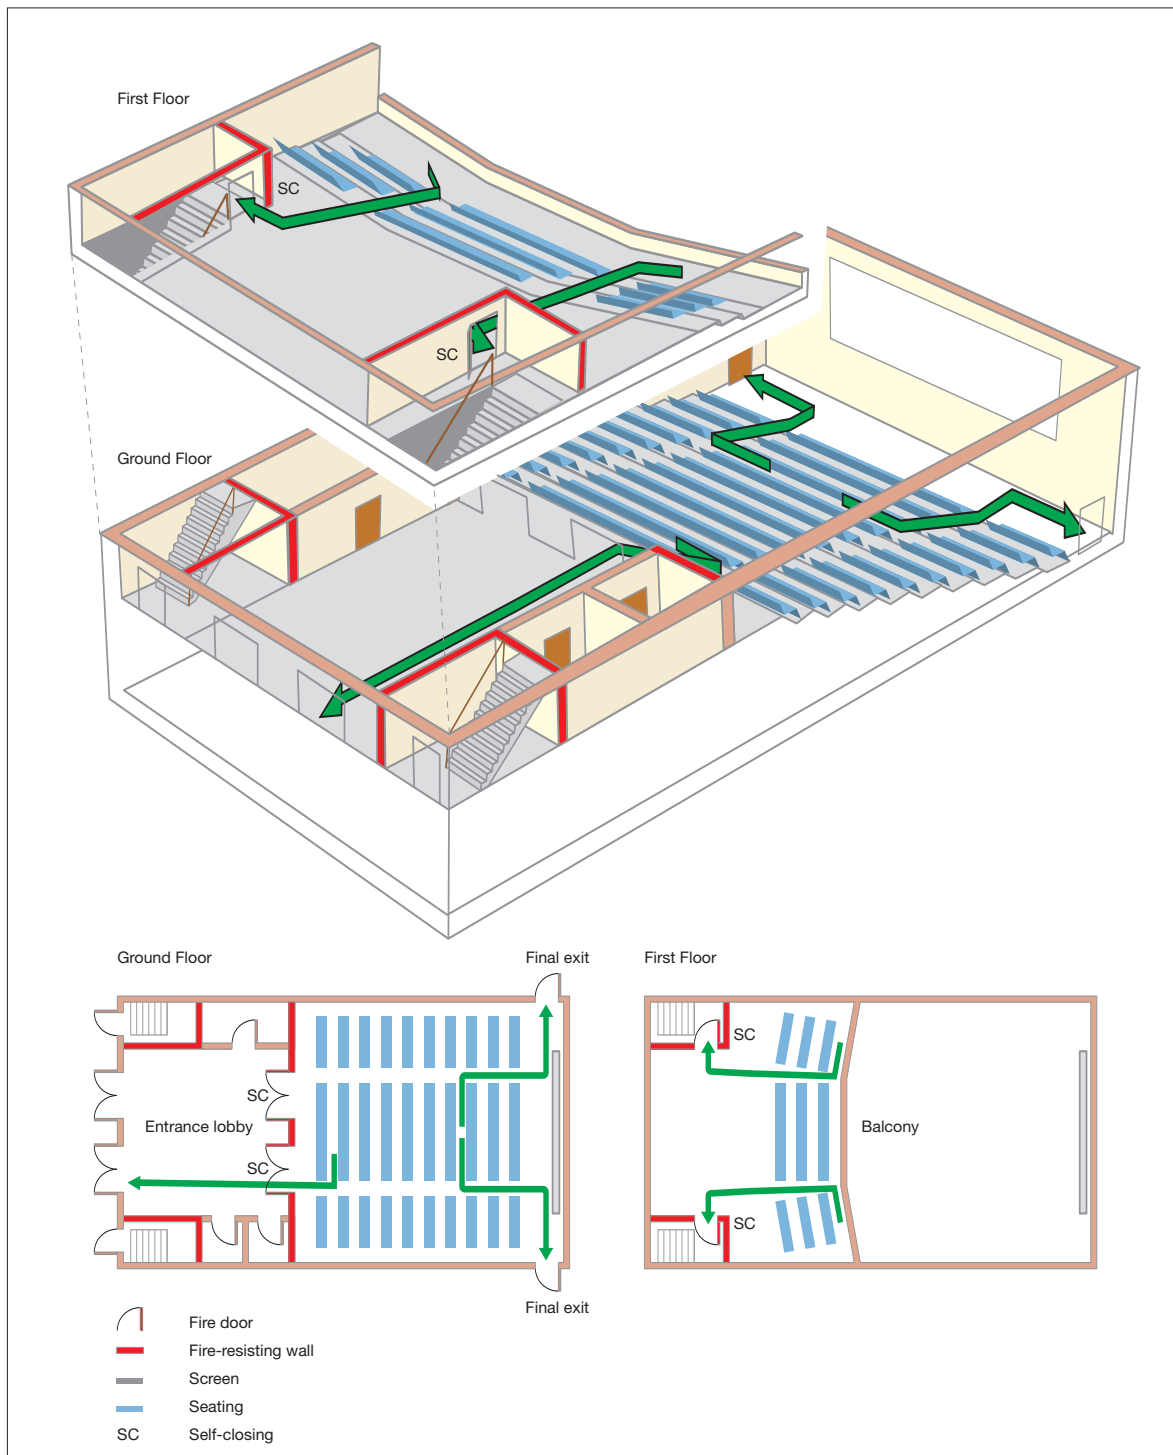 First Floor
SC
SC
Ground Floor
Ground Floor
Final exit
First Floor
SC
SC
Entrance lobby
SC
Balcony
SC
Final exit
Fire door
Fire-resisting wall
Screen
Seating
SC Self-closing